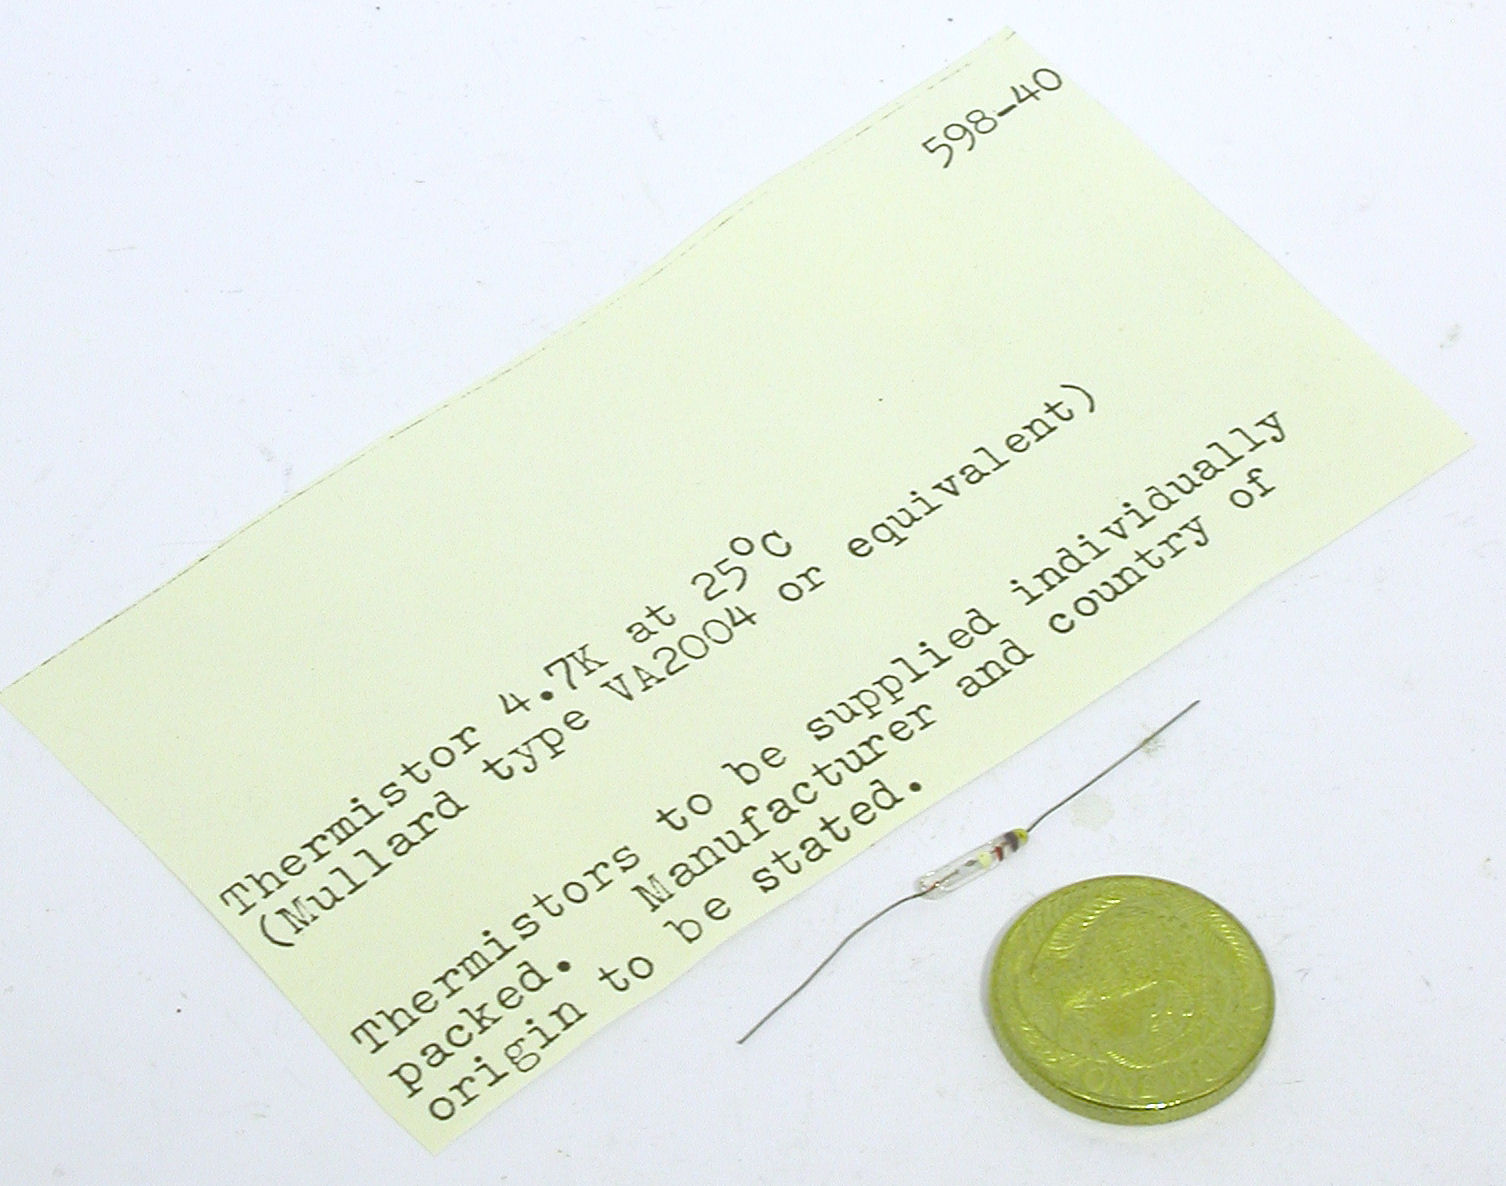 598-40
Thermistor 4.7K at 25°C
(Mullard type VA2004 or equivalent)
Thermistors to be supplied individually
packed. Manufacturer and country of
origin to be stated.
ONE